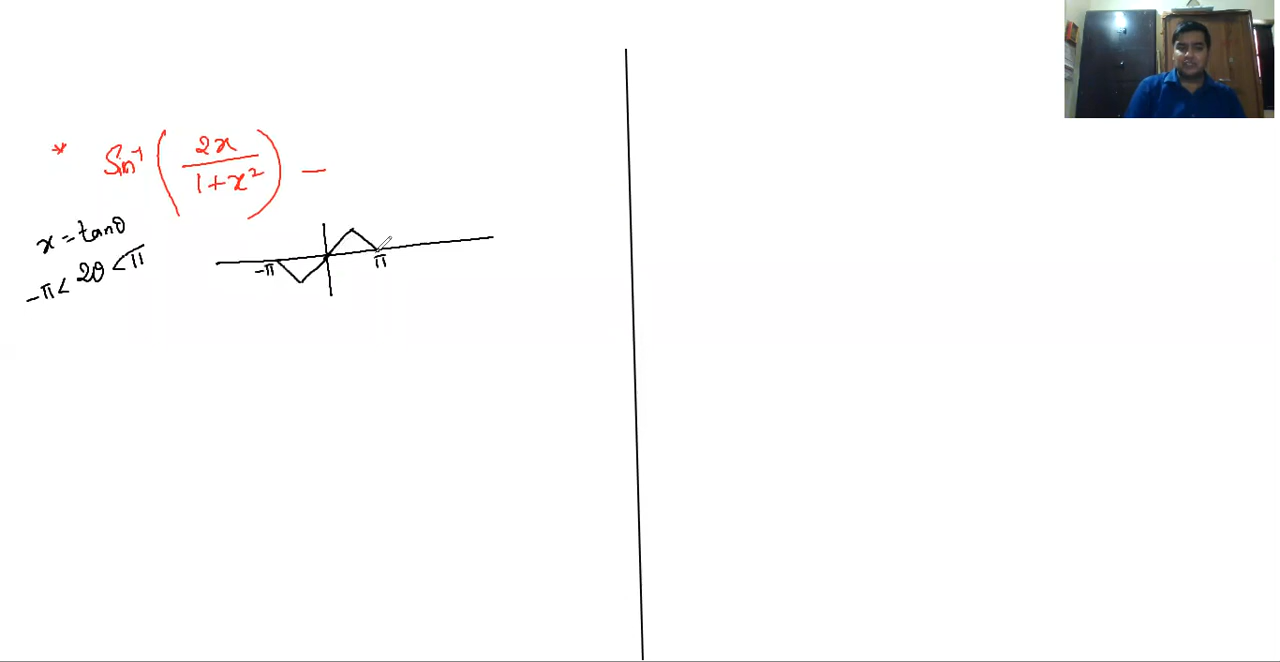 * Sin⁻¹ ( 2x / 1+x² ) —
x = tanθ
-π < 2θ < π
-π π